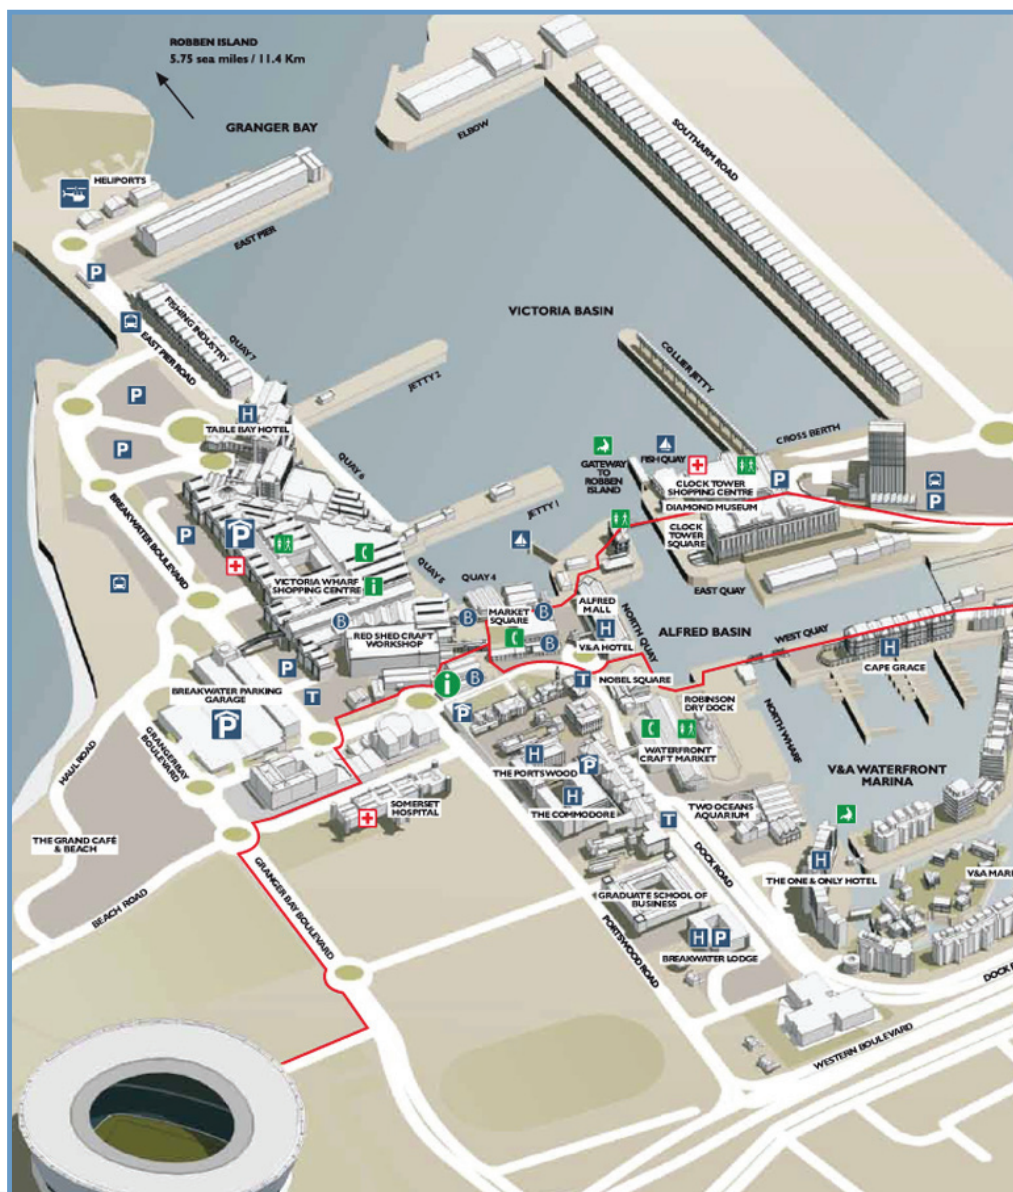 ROBBEN ISLAND
5.75 sea miles / 11.4 Km
GRANGER BAY
ELBOW
SOUTHARM ROAD
HELIPORTS
EAST PIER
P
FISHING INDUSTRY
QUAY 7
EAST PIER ROAD
VICTORIA BASIN
COLLIER JETTY
JETTY 2
P
H
TABLE BAY HOTEL
P
QUAY 6
CROSS BERTH
GATEWAY
TO
ROBBEN
ISLAND
FISH QUAY
CLOCK TOWER
SHOPPING CENTRE
P
DIAMOND MUSEUM
P
CLOCK
TOWER
SQUARE
JETTY 1
BREAKWATER BOULEVARD
P
P
VICTORIA WHARF
SHOPPING CENTRE
i
QUAY 5
QUAY 4
EAST QUAY
MARKET
SQUARE
B
ALFRED
MALL
B
B
B
RED SHED CRAFT
WORKSHOP
H
V&A HOTEL
NORTH QUAY
ALFRED BASIN
WEST QUAY
H
CAPE GRACE
P
T
BREAKWATER PARKING
GARAGE
P
i
B
P
T
NOBEL SQUARE
ROBINSON
DRY DOCK
NORTH WHARF
HAUL ROAD
GRANGERBAY
BOULEVARD
WATERFRONT
CRAFT MARKET
H
THE PORTSWOOD
P
H
THE COMMODORE
V&A WATERFRONT
MARINA
SOMERSET
HOSPITAL
TWO OCEANS
AQUARIUM
T
THE GRAND CAFÉ
& BEACH
DOCK ROAD
H
THE ONE & ONLY HOTEL
V&A MARI
BEACH ROAD
GRANGER BAY BOULEVARD
GRADUATE SCHOOL OF
BUSINESS
PORTSWOOD ROAD
H
P
BREAKWATER LODGE
DOCK
WESTERN BOULEVARD